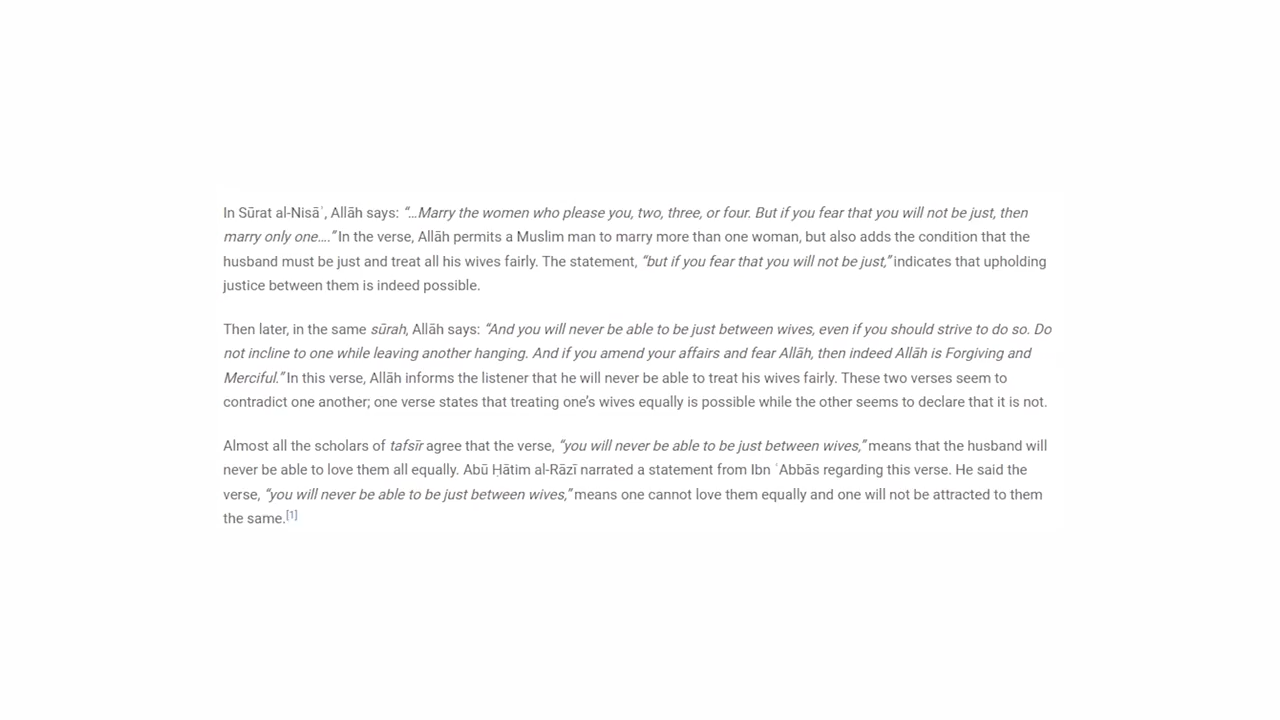 In Sūrat al-Nisāʾ, Allāh says: “…Marry the women who please you, two, three, or four. But if you fear that you will not be just, then
marry only one….” In the verse, Allāh permits a Muslim man to marry more than one woman, but also adds the condition that the
husband must be just and treat all his wives fairly. The statement, “but if you fear that you will not be just,” indicates that upholding
justice between them is indeed possible.
Then later, in the same sūrah, Allāh says: “And you will never be able to be just between wives, even if you should strive to do so. Do
not incline to one while leaving another hanging. And if you amend your affairs and fear Allāh, then indeed Allāh is Forgiving and
Merciful.” In this verse, Allāh informs the listener that he will never be able to treat his wives fairly. These two verses seem to
contradict one another; one verse states that treating one’s wives equally is possible while the other seems to declare that it is not.
Almost all the scholars of tafsīr agree that the verse, “you will never be able to be just between wives,” means that the husband will
never be able to love them all equally. Abū Ḥātim al-Rāzī narrated a statement from Ibn ʿAbbās regarding this verse. He said the
verse, “you will never be able to be just between wives,” means one cannot love them equally and one will not be attracted to them
the same.[1]